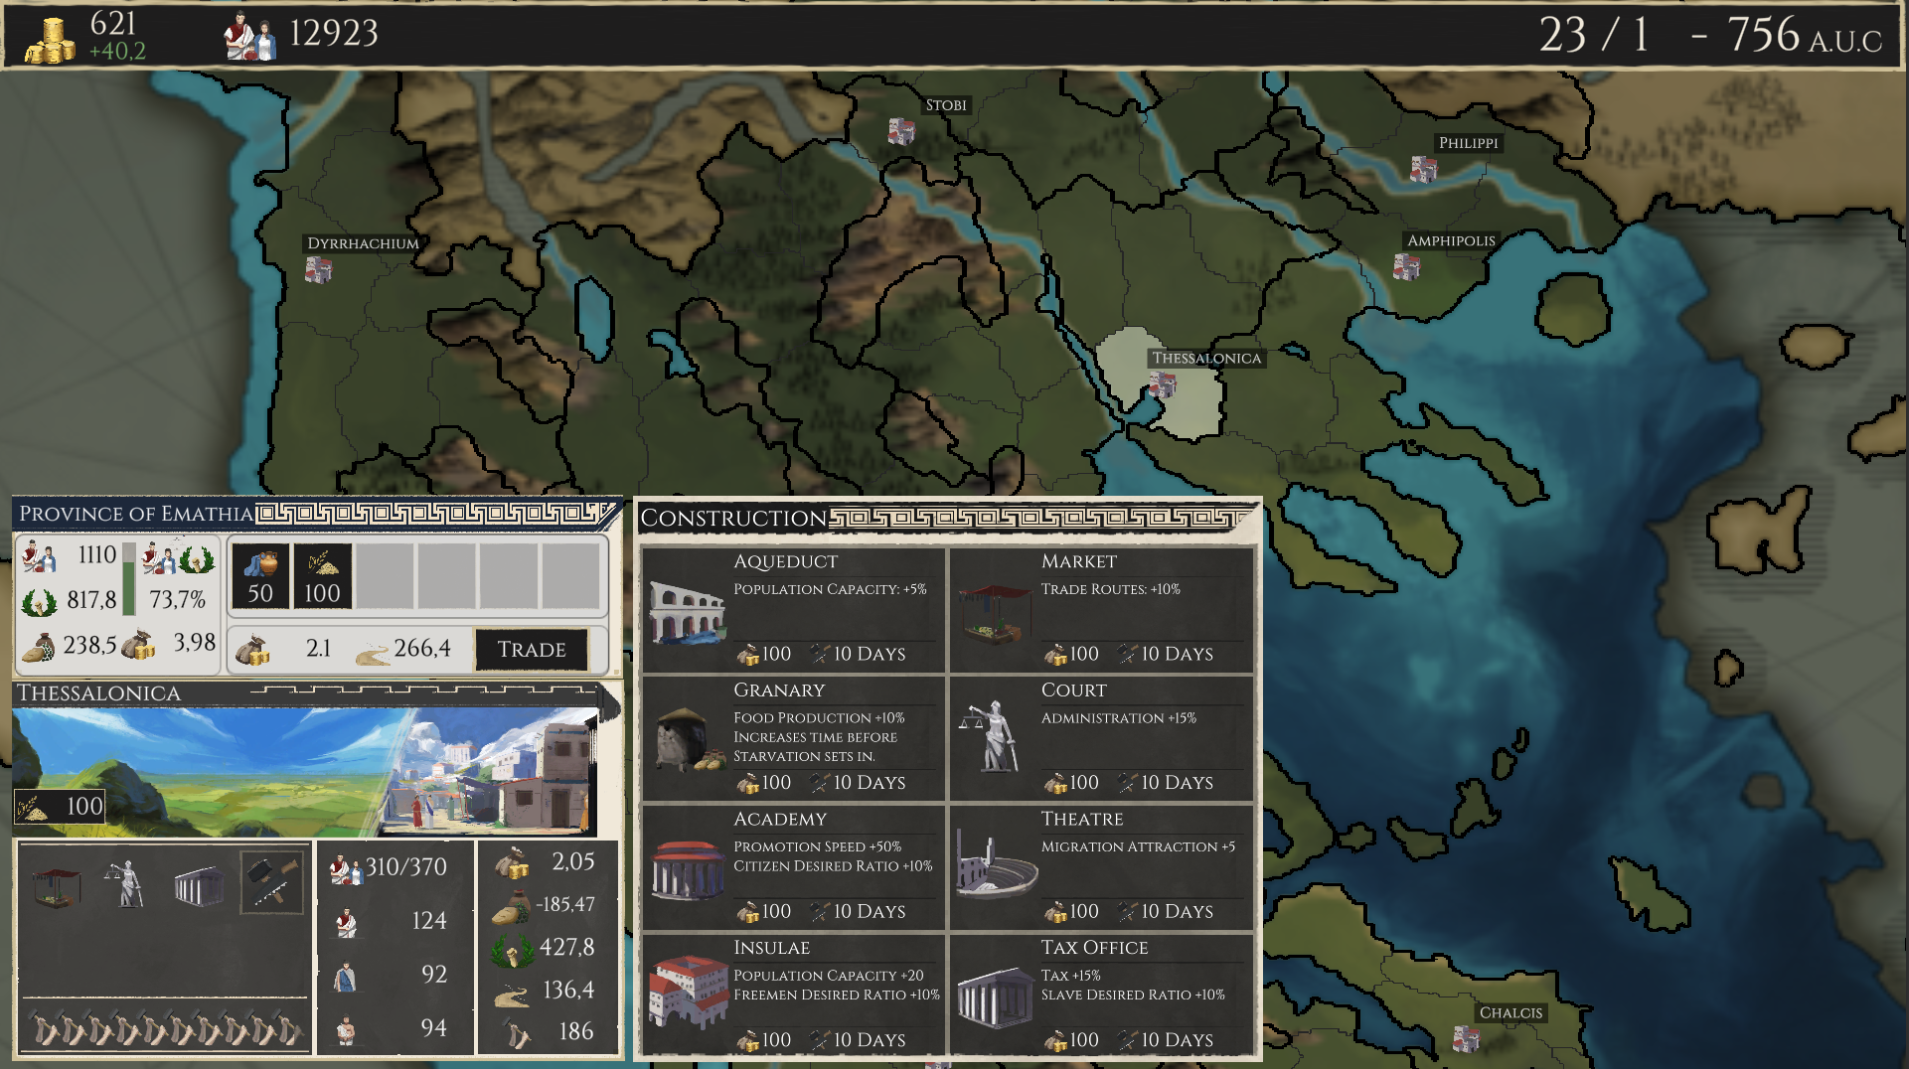 621
+40,2
12923
23 / 1 - 756 A.U.C
STOBI
PHILIPPI
DYRRHACHIUM
AMPHIPOLIS
THESSALONICA
PROVINCE OF EMATHIA
1110
817,8
73,7%
238,5
3,98
50
100
2.1
266,4
TRADE
THESSALONICA
100
310/370
124
92
94
2,05
-185,47
427,8
136,4
186
CONSTRUCTION
AQUEDUCT
POPULATION CAPACITY: +5%
100
10 DAYS
MARKET
TRADE ROUTES: +10%
100
10 DAYS
GRANARY
FOOD PRODUCTION +10%
INCREASES TIME BEFORE
STARVATION SETS IN.
100
10 DAYS
COURT
ADMINISTRATION +15%
100
10 DAYS
ACADEMY
PROMOTION SPEED +50%
CITIZEN DESIRED RATIO +10%
100
10 DAYS
THEATRE
MIGRATION ATTRACTION +5
100
10 DAYS
INSULAE
POPULATION CAPACITY +20
FREEMEN DESIRED RATIO +10%
100
10 DAYS
TAX OFFICE
TAX +15%
SLAVE DESIRED RATIO +10%
100
10 DAYS
CHALCIS